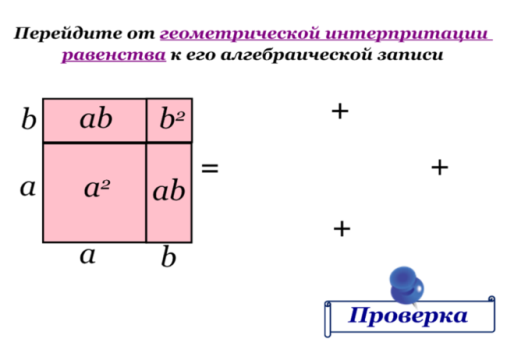 Перейдите от геометрической интерпритации
равенства к его алгебраической записи
b ab b² +
= +
a a² ab
+
a b
Проверка